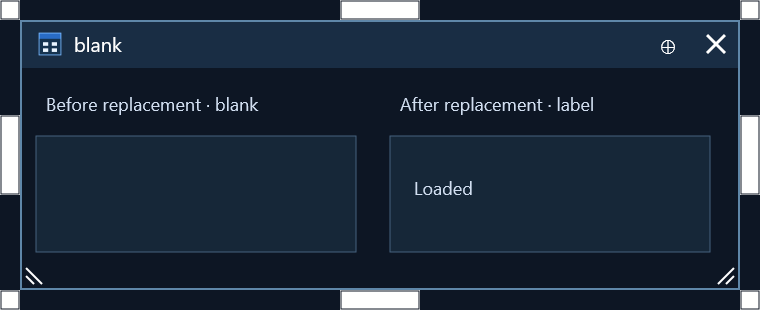 blank
Before replacement · blank
After replacement · label
Loaded